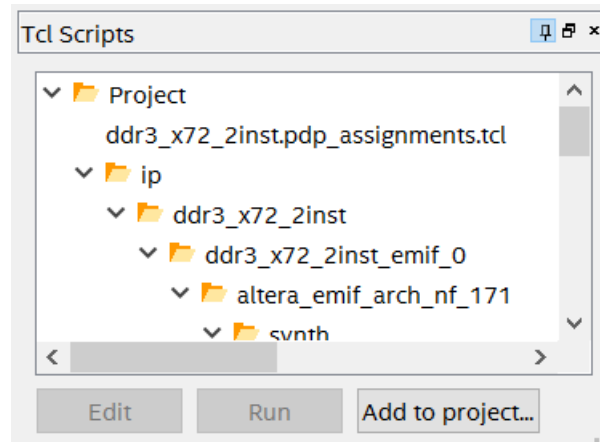 Tcl Scripts
Project
ddr3_x72_2inst.pdp_assignments.tcl
ip
ddr3_x72_2inst
ddr3_x72_2inst_emif_0
altera_emif_arch_nf_171
synth
Edit Run Add to project...